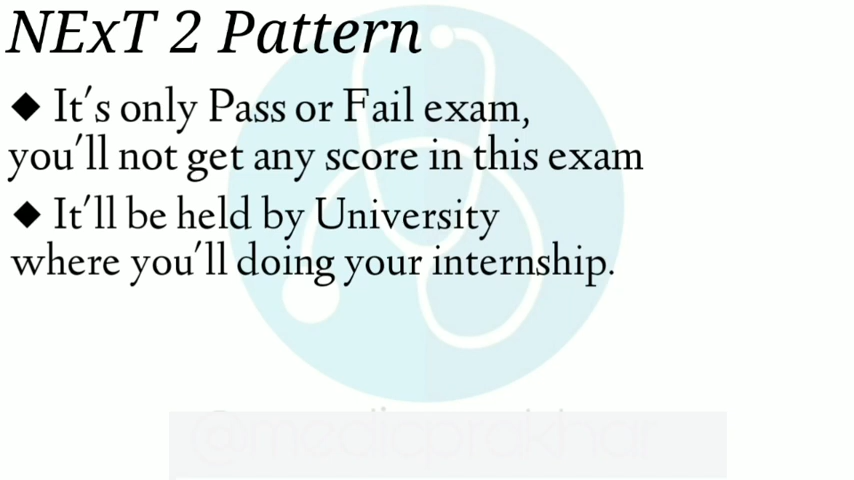 NExT 2 Pattern
◆ It's only Pass or Fail exam,
you'll not get any score in this exam
◆ It'll be held by University
where you'll doing your internship.
@medicprakhar